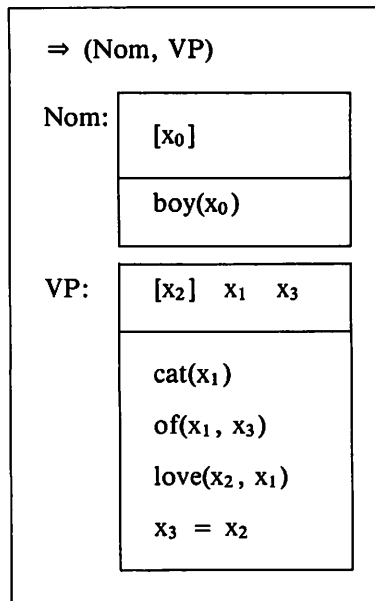 ⇒ (Nom, VP)
Nom:
[x₀]
boy(x₀)
VP:
[x₂] x₁ x₃
cat(x₁)
of(x₁, x₃)
love(x₂, x₁)
x₃ = x₂